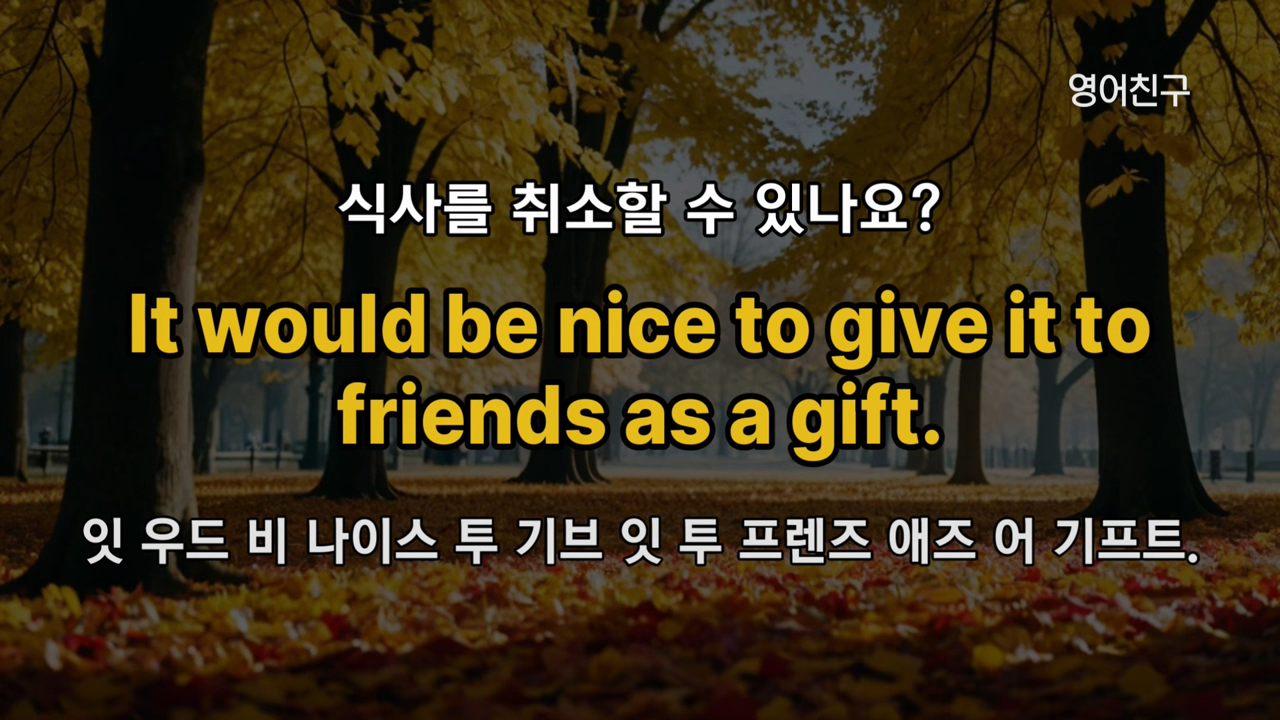 영어친구
식사를 취소할 수 있나요?
It would be nice to give it to
friends as a gift.
잇 우드 비 나이스 투 기브 잇 투 프렌즈 애즈 어 기프트.